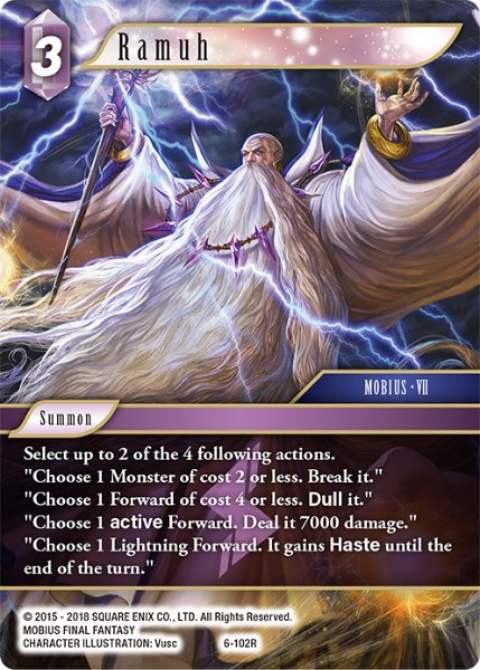 3
Ramuh
MOBIUS · VII
Summon
Select up to 2 of the 4 following actions.
"Choose 1 Monster of cost 2 or less. Break it."
"Choose 1 Forward of cost 4 or less. Dull it."
"Choose 1 active Forward. Deal it 7000 damage."
"Choose 1 Lightning Forward. It gains Haste until the
end of the turn."
© 2015 - 2018 SQUARE ENIX CO., LTD. All Rights Reserved.
MOBIUS FINAL FANTASY
CHARACTER ILLUSTRATION: Vusc
6-102R